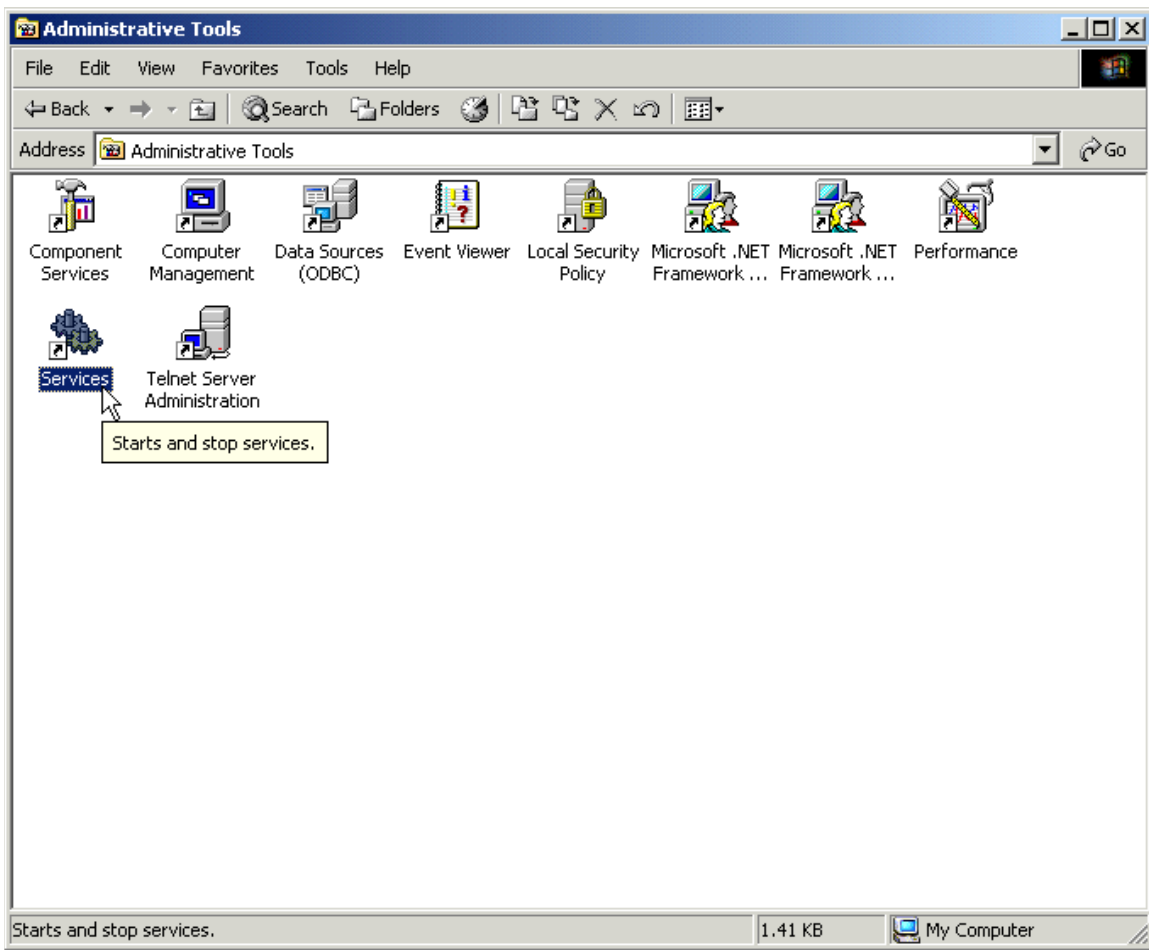 Administrative Tools
File Edit View Favorites Tools Help
Back Search Folders
Address Administrative Tools Go
Component Services
Computer Management
Data Sources (ODBC)
Event Viewer
Local Security Policy
Microsoft .NET Framework ...
Microsoft .NET Framework ...
Performance
Services
Telnet Server Administration
Starts and stop services.
Starts and stop services. 1.41 KB My Computer